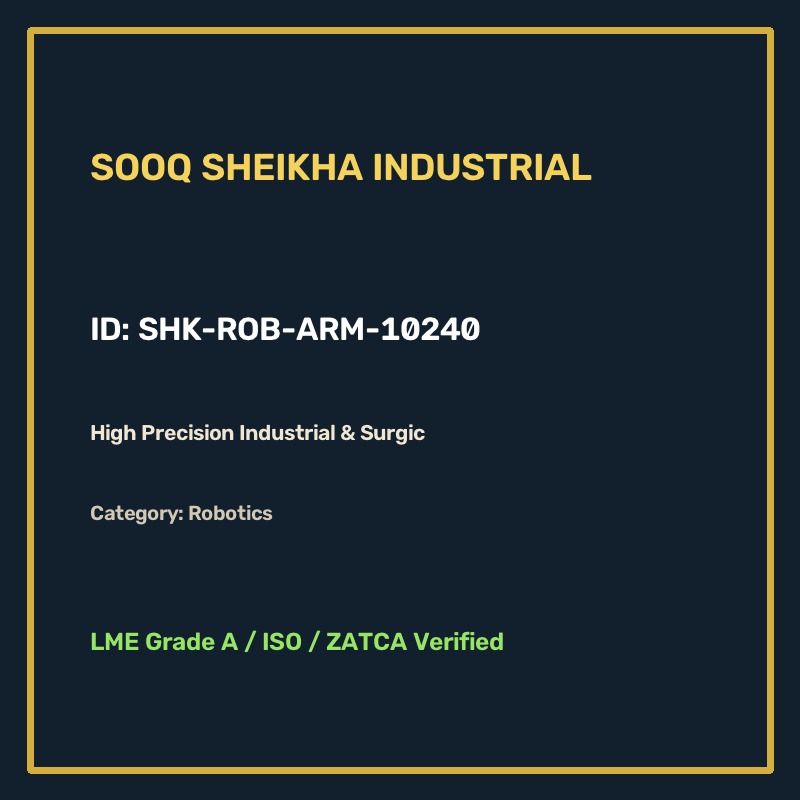 SOOQ SHEIKHA INDUSTRIAL
ID: SHK-ROB-ARM-10240
High Precision Industrial & Surgic
Category: Robotics
LME Grade A / ISO / ZATCA Verified